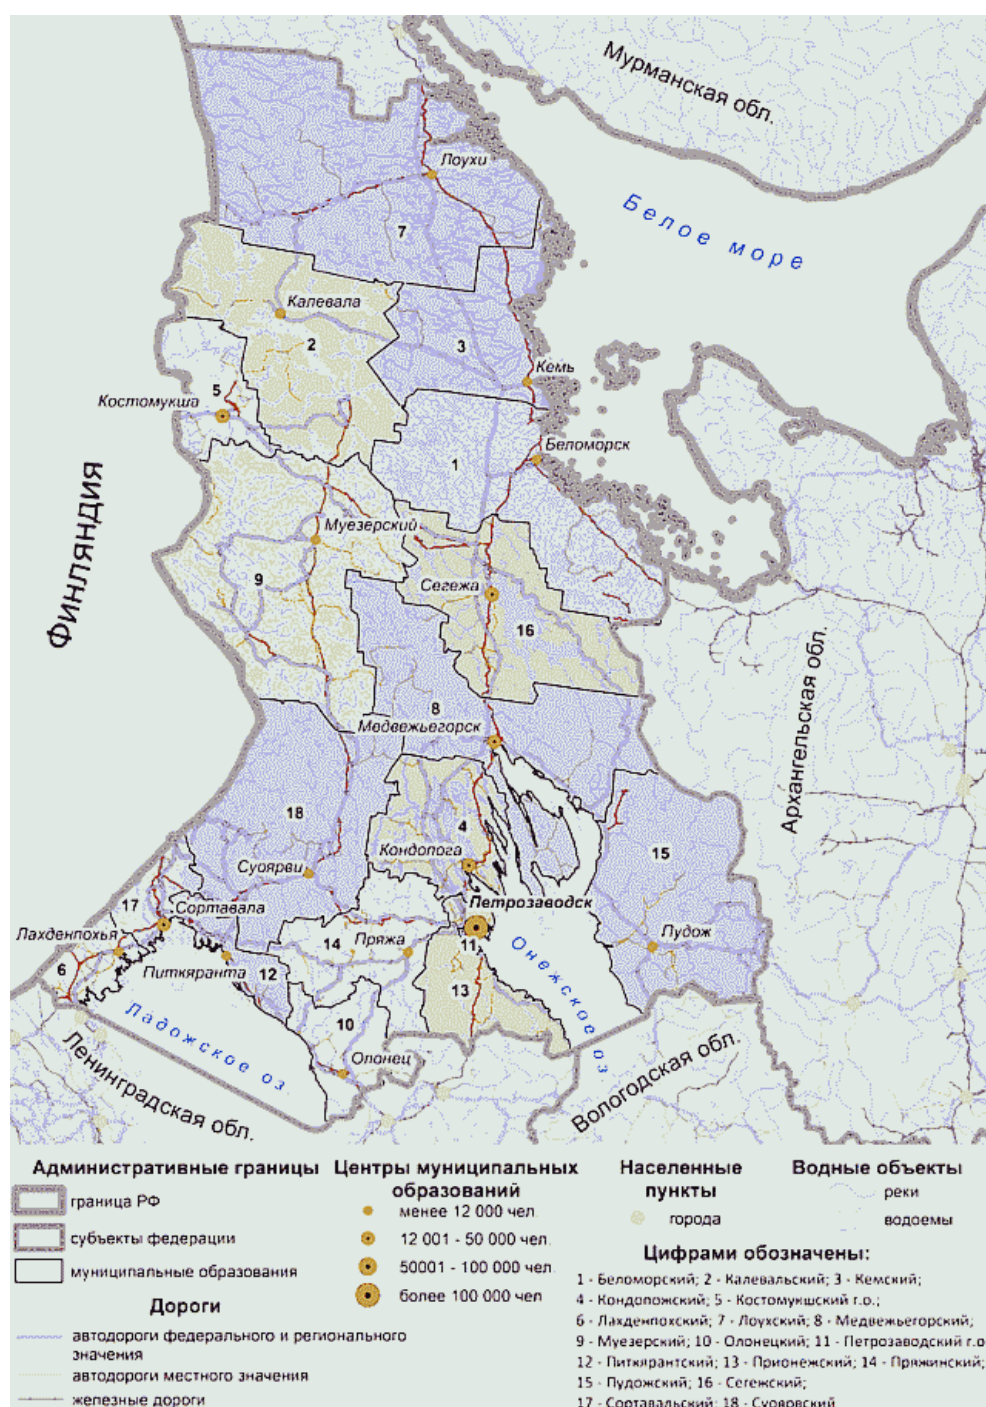 Мурманская обл.
Лоухи
Белое море
7
Калевала
2
3
Кемь
5
Костомукша
Беломорск
1
Финляндия
Муезерский
9
Сегежа
16
Архангельская обл.
8
Медвежьегорск
18
4
Кондопога
15
Суоярви
Петрозаводск
17
Сортавала
Лахденпохья
14
Пряжа
11
Онежское оз
Пудож
6
Питкяранта
12
13
10
Ладожское оз
Олонец
Ленинградская обл.
Вологодская обл.
Административные границы
граница РФ
субъекты федерации
муниципальные образования
Дороги
автодороги федерального и регионального
значения
автодороги местного значения
железные дороги
Центры муниципальных
образований
менее 12 000 чел.
12 001 - 50 000 чел.
50001 - 100 000 чел.
более 100 000 чел
Населенные
пункты
города
Водные объекты
реки
водоемы
Цифрами обозначены:
1 - Беломорский; 2 - Калевальский; 3 - Кемский;
4 - Кондопожский; 5 - Костомукшский г.о.;
6 - Лахденпохский; 7 - Лоухский; 8 - Медвежьегорский;
9 - Муезерский; 10 - Олонецкий; 11 - Петрозаводский г.о
12 - Питкярантский; 13 - Прионежский; 14 - Пряжинский;
15 - Пудожский; 16 - Сегежский;
17 - Сортавальский; 18 - Суоярвский